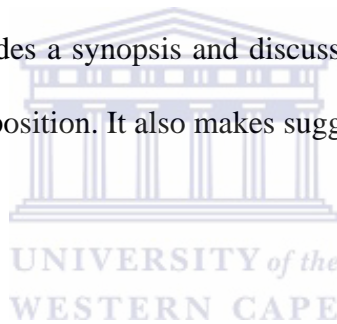 des a synopsis and discuss
position. It also makes sugg
UNIVERSITY of the
WESTERN CAPE